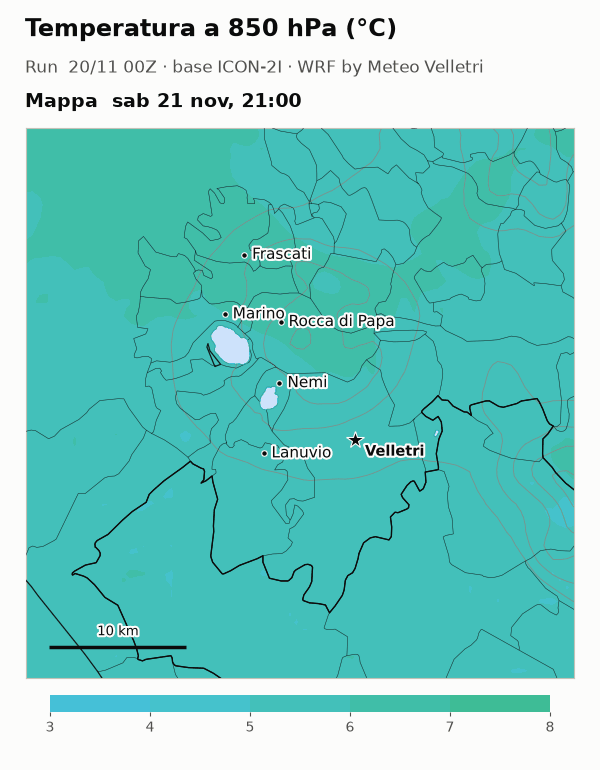 Temperatura a 850 hPa (°C)
Run  20/11 00Z · base ICON-2I · WRF by Meteo Velletri
Mappa  sab 21 nov, 21:00
Frascati
Marino
Rocca di Papa
Nemi
Velletri
Lanuvio
10 km
3 4 5 6 7 8